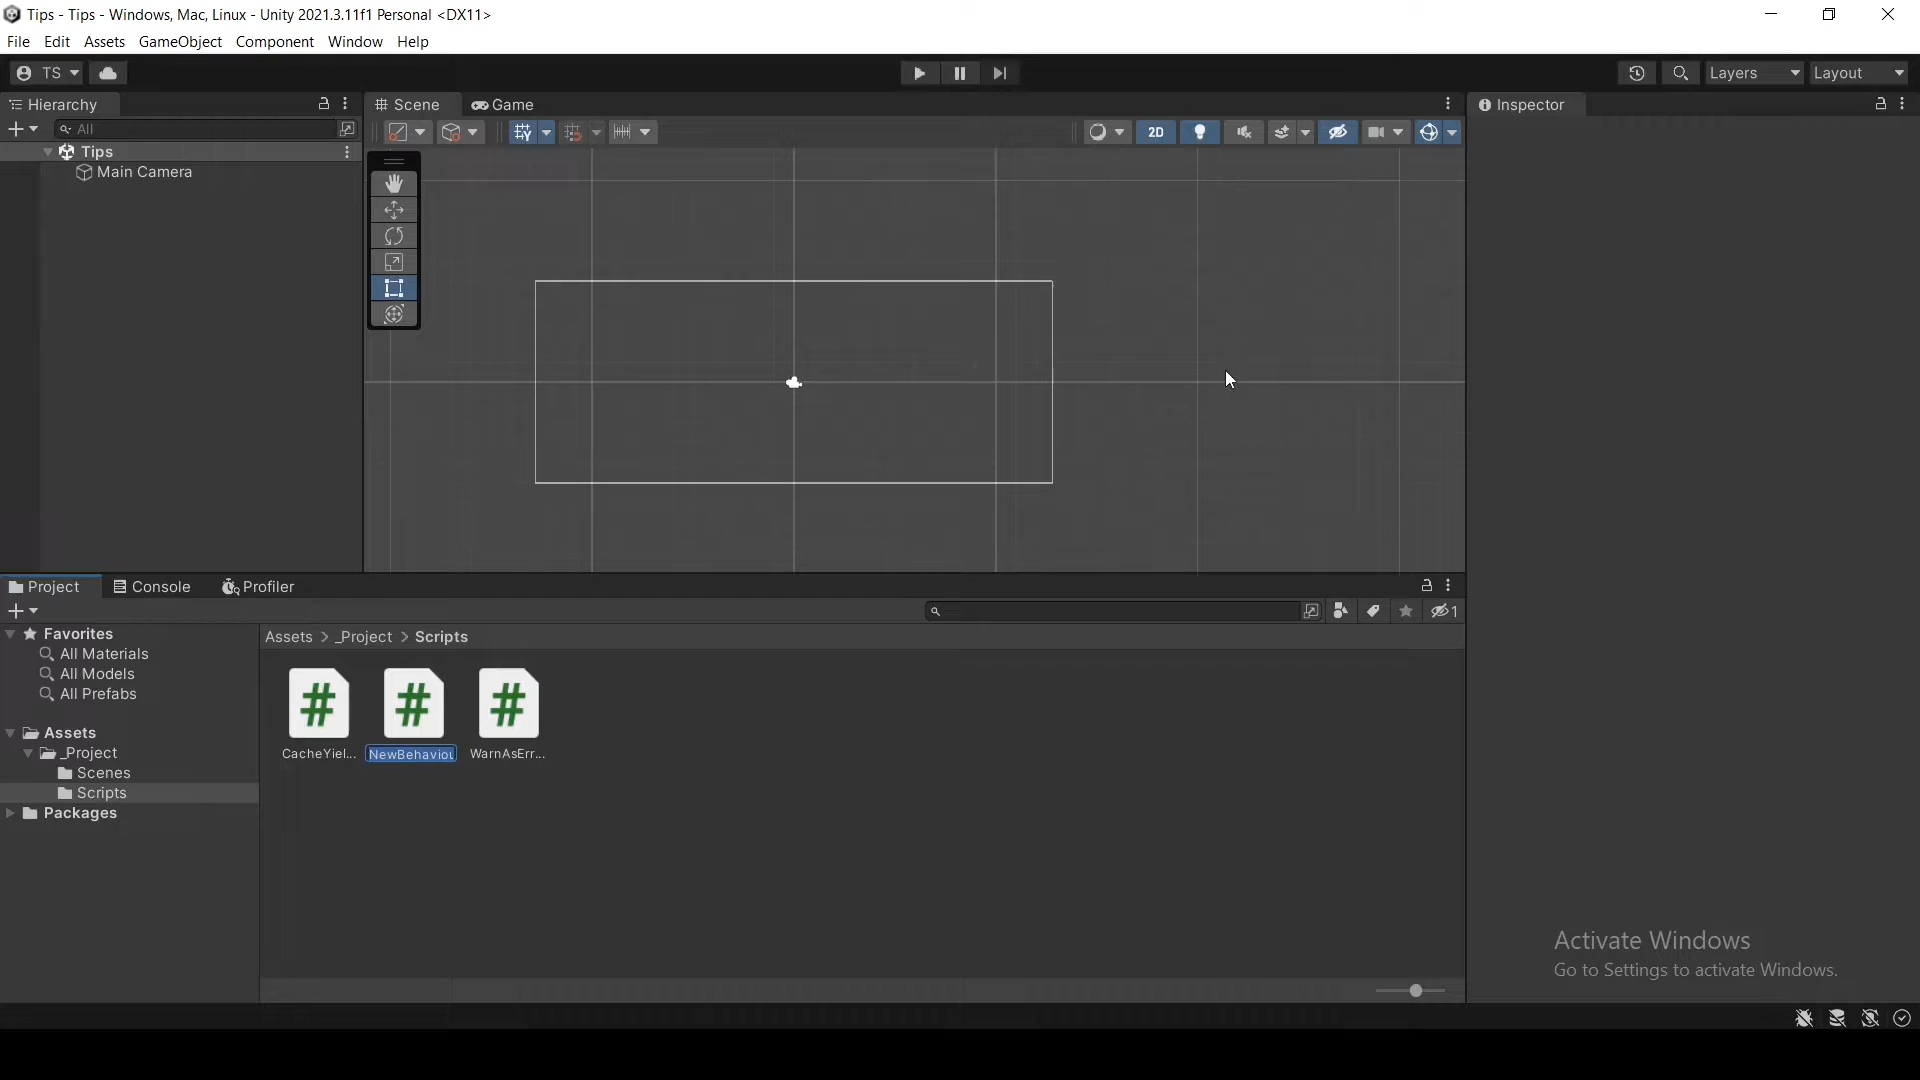 Tips - Tips - Windows, Mac, Linux - Unity 2021.3.11f1 Personal <DX11>
File Edit Assets GameObject Component Window Help
TS Layers Layout
Hierarchy Scene Game Inspector
All 2D
Tips
Main Camera
Project Console Profiler
1
Favorites Assets > _Project > Scripts
All Materials
All Models
All Prefabs
Assets
_Project
CacheYiel... NewBehaviou WarnAsErr...
Scenes
Scripts
Packages
Activate Windows
Go to Settings to activate Windows.